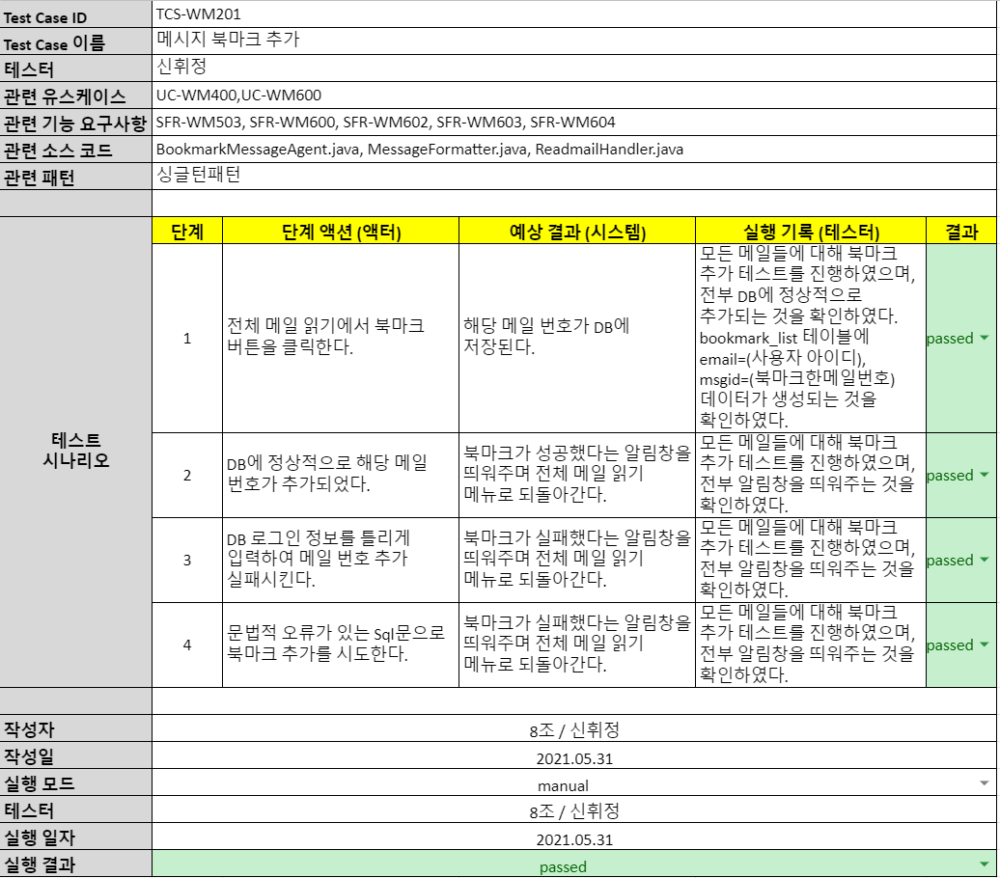 Test Case ID
TCS-WM201
Test Case 이름
메시지 북마크 추가
테스터
신휘정
관련 유스케이스
UC-WM400,UC-WM600
관련 기능 요구사항
SFR-WM503, SFR-WM600, SFR-WM602, SFR-WM603, SFR-WM604
관련 소스 코드
BookmarkMessageAgent.java, MessageFormatter.java, ReadmailHandler.java
관련 패턴
싱글턴패턴
테스트
시나리오
단계
단계 액션 (액터)
예상 결과 (시스템)
실행 기록 (테스터)
결과
1
전체 메일 읽기에서 북마크
버튼을 클릭한다.
해당 메일 번호가 DB에
저장된다.
모든 메일들에 대해 북마크
추가 테스트를 진행하였으며,
전부 DB에 정상적으로
추가되는 것을 확인하였다.
bookmark_list 테이블에
email=(사용자 아이디),
msgid=(북마크한메일번호)
데이터가 생성되는 것을
확인하였다.
passed
2
DB에 정상적으로 해당 메일
번호가 추가되었다.
북마크가 성공했다는 알림창을
띄워주며 전체 메일 읽기
메뉴로 되돌아간다.
모든 메일들에 대해 북마크
추가 테스트를 진행하였으며,
전부 알림창을 띄워주는 것을
확인하였다.
passed
3
DB 로그인 정보를 틀리게
입력하여 메일 번호 추가
실패시킨다.
북마크가 실패했다는 알림창을
띄워주며 전체 메일 읽기
메뉴로 되돌아간다.
모든 메일들에 대해 북마크
추가 테스트를 진행하였으며,
전부 알림창을 띄워주는 것을
확인하였다.
passed
4
문법적 오류가 있는 Sql문으로
북마크 추가를 시도한다.
북마크가 실패했다는 알림창을
띄워주며 전체 메일 읽기
메뉴로 되돌아간다.
모든 메일들에 대해 북마크
추가 테스트를 진행하였으며,
전부 알림창을 띄워주는 것을
확인하였다.
passed
작성자
8조 / 신휘정
작성일
2021.05.31
실행 모드
manual
테스터
8조 / 신휘정
실행 일자
2021.05.31
실행 결과
passed